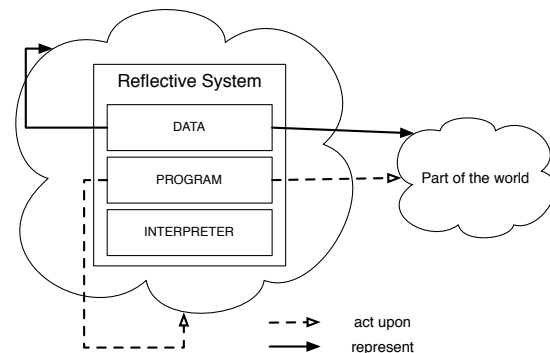 Reflective System
DATA
PROGRAM
INTERPRETER
Part of the world
act upon
represent